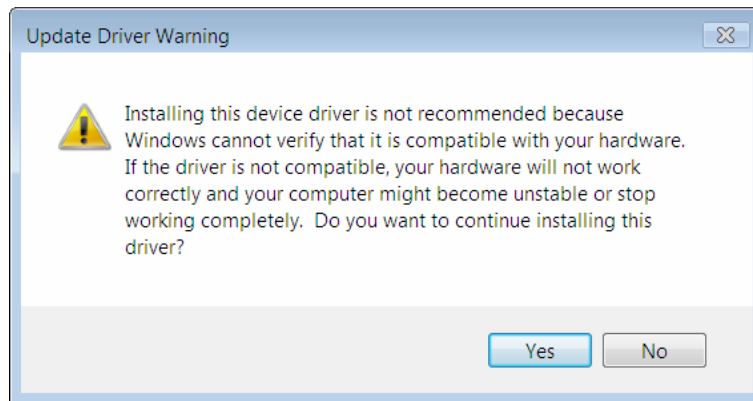 Update Driver Warning
Installing this device driver is not recommended because
Windows cannot verify that it is compatible with your hardware.
If the driver is not compatible, your hardware will not work
correctly and your computer might become unstable or stop
working completely.  Do you want to continue installing this
driver?
Yes
No